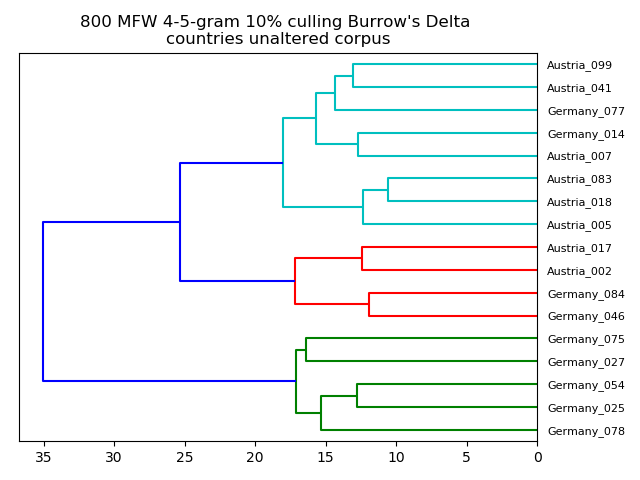 800 MFW 4-5-gram 10% culling Burrow's Delta
countries unaltered corpus
Austria_099
Austria_041
Germany_077
Germany_014
Austria_007
Austria_083
Austria_018
Austria_005
Austria_017
Austria_002
Germany_084
Germany_046
Germany_075
Germany_027
Germany_054
Germany_025
Germany_078
35 30 25 20 15 10 5 0